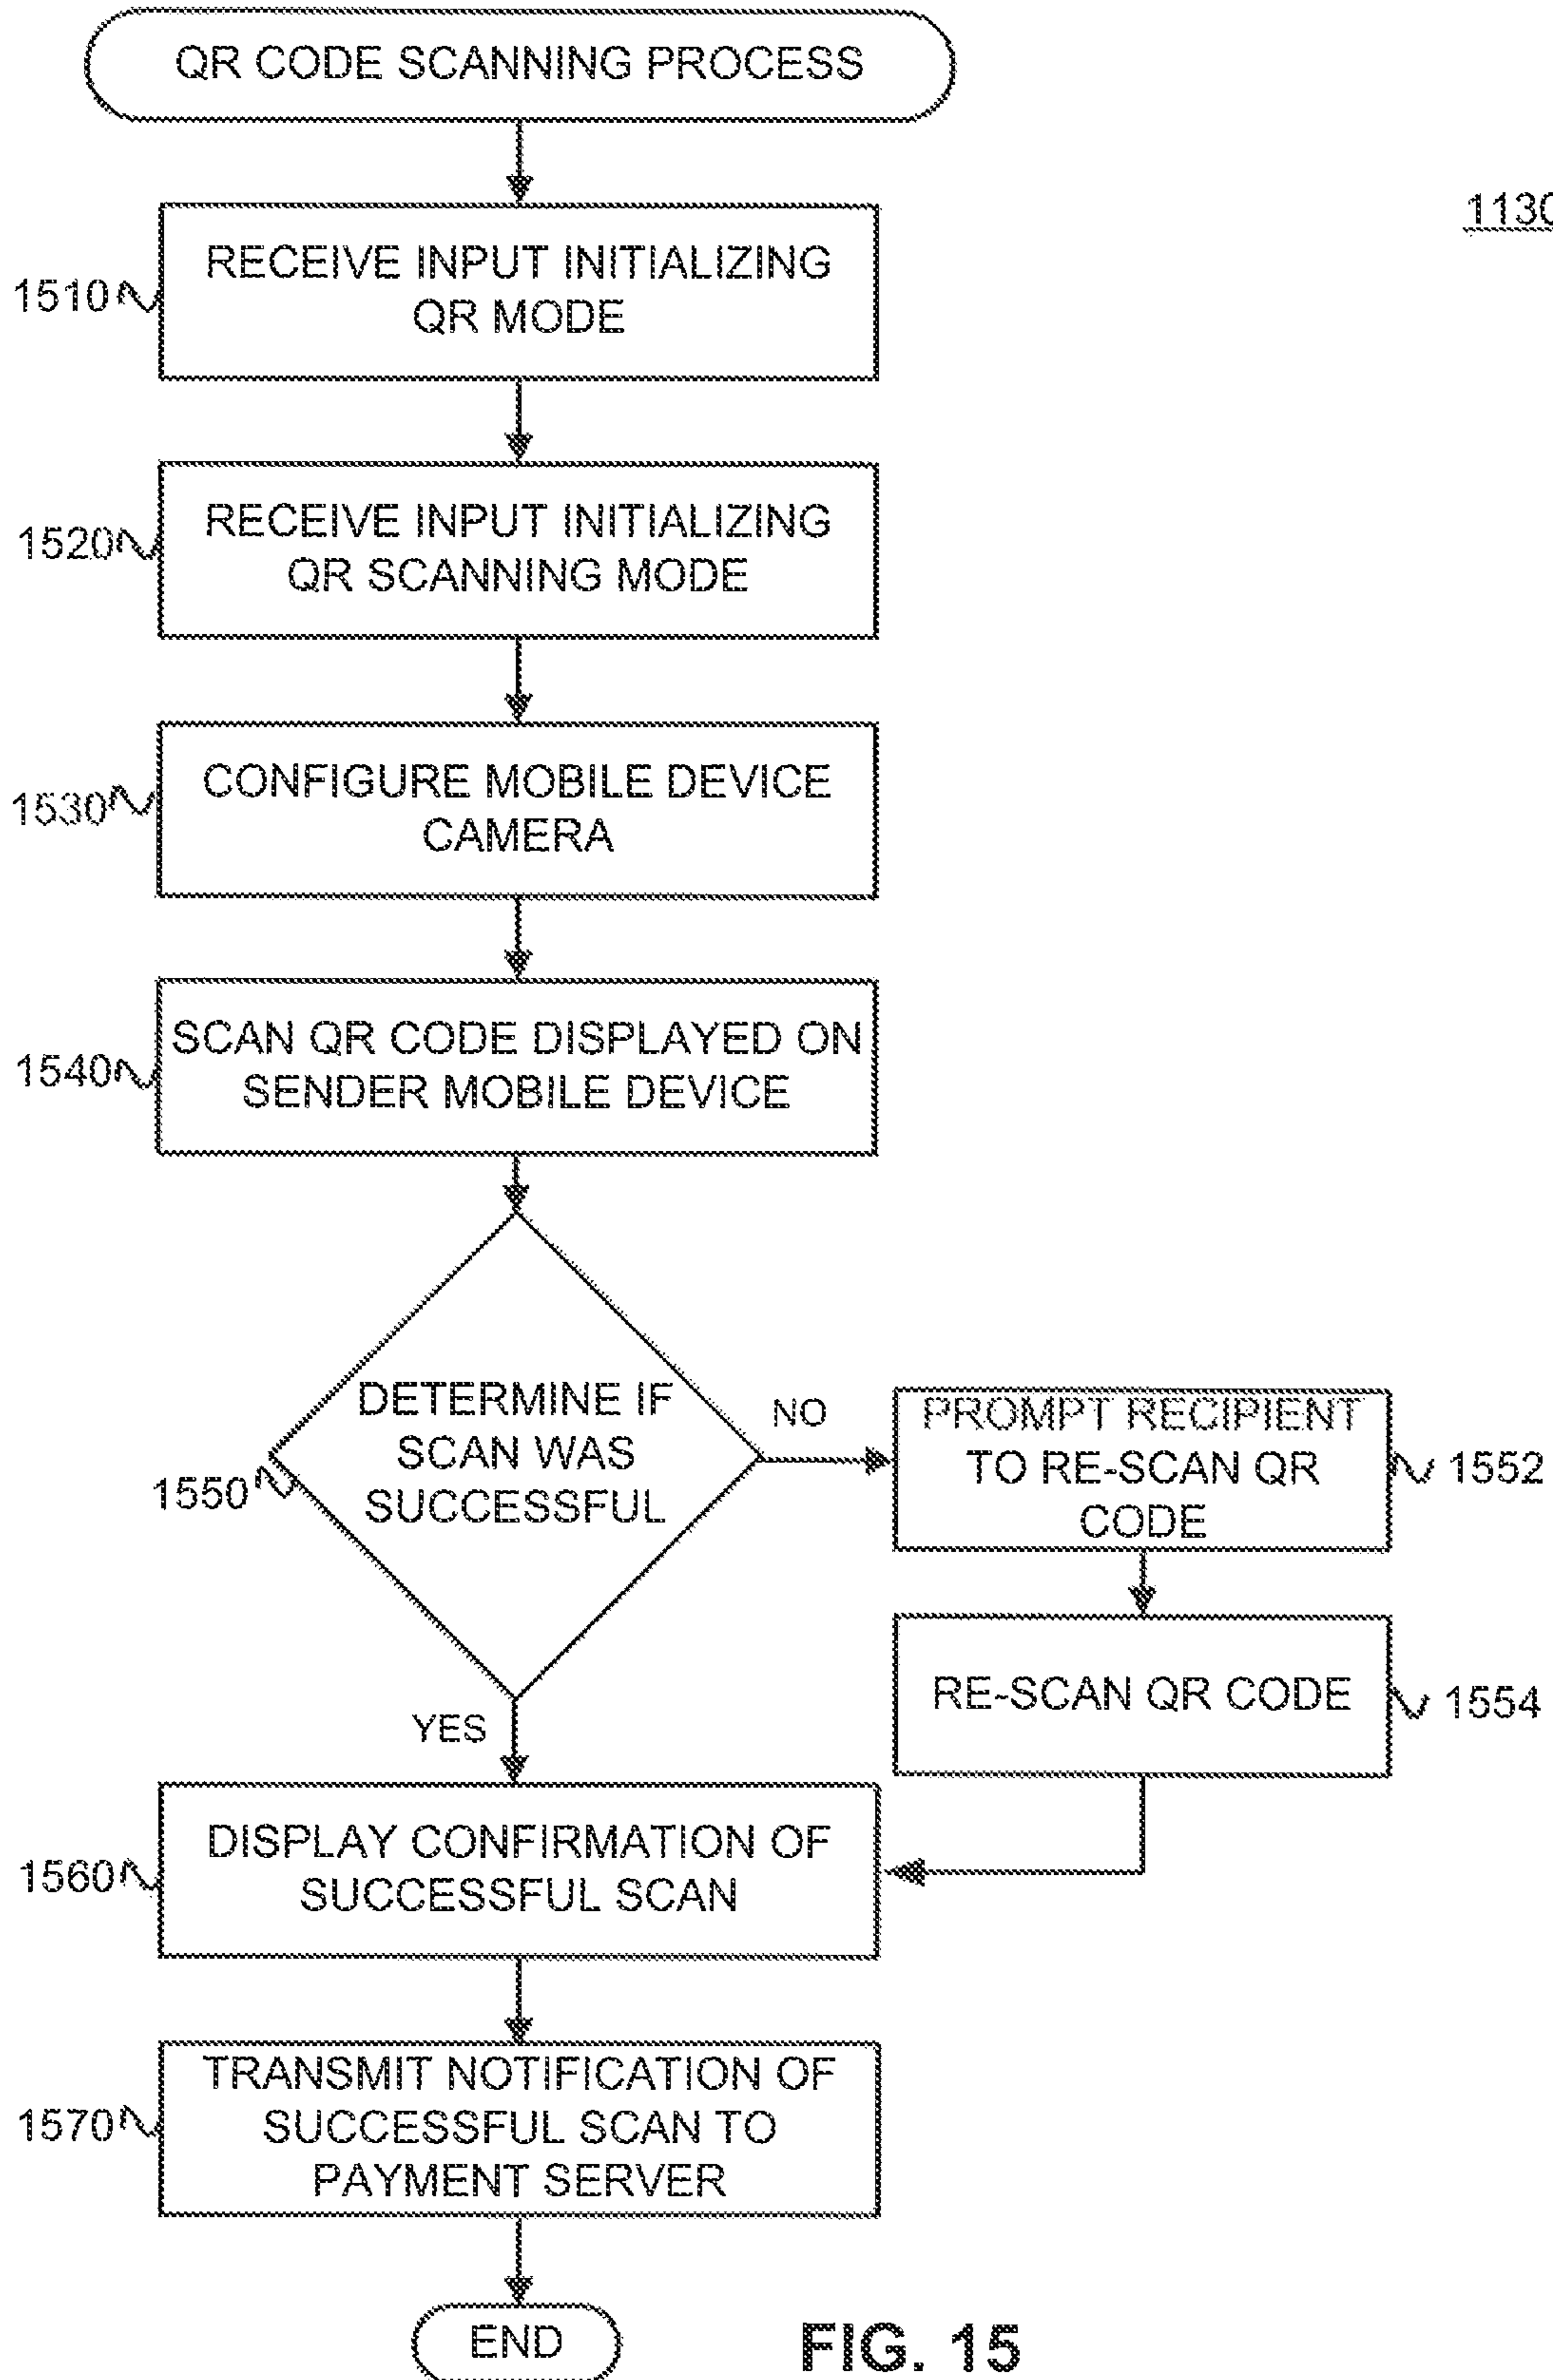 QR CODE SCANNING PROCESS
1130
RECEIVE INPUT INITIALIZING
QR MODE
1510
RECEIVE INPUT INITIALIZING
QR SCANNING MODE
1520
CONFIGURE MOBILE DEVICE
CAMERA
1530
SCAN QR CODE DISPLAYED ON
SENDER MOBILE DEVICE
1540
DETERMINE IF
SCAN WAS
SUCCESSFUL
1550
NO
PROMPT RECIPIENT
TO RE-SCAN QR
CODE
1552
RE-SCAN QR CODE
1554
YES
DISPLAY CONFIRMATION OF
SUCCESSFUL SCAN
1560
TRANSMIT NOTIFICATION OF
SUCCESSFUL SCAN TO
PAYMENT SERVER
1570
END
FIG. 15